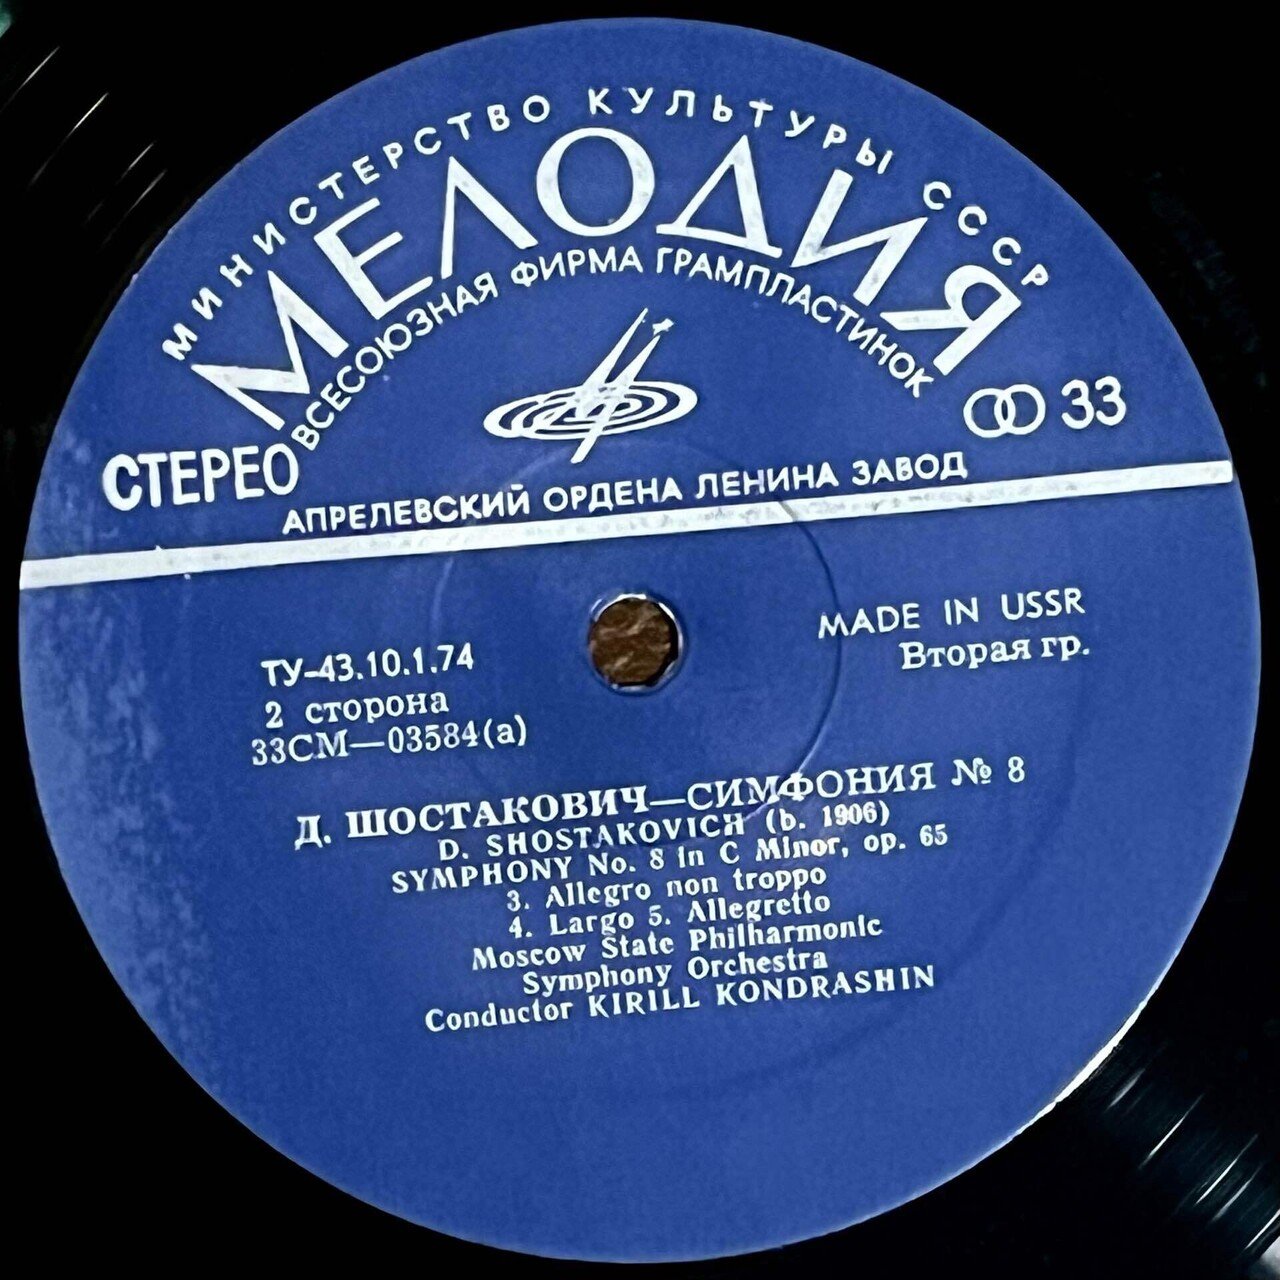 МИНИСТЕРСТВО КУЛЬТУРЫ СССР
МЕЛОДИЯ
ВСЕСОЮЗНАЯ ФИРМА ГРАМПЛАСТИНОК
33
СТЕРЕО
АПРЕЛЕВСКИЙ ОРДЕНА ЛЕНИНА ЗАВОД
MADE IN USSR
Вторая гр.
ТУ-43.10.1.74
2 сторона
33СМ—03584(а)
Д. ШОСТАКОВИЧ—СИМФОНИЯ № 8
D. SHOSTAKOVICH (b. 1906)
SYMPHONY No. 8 in C Minor, op. 65
3. Allegro non troppo
4. Largo 5. Allegretto
Moscow State Philharmonic
Symphony Orchestra
Conductor KIRILL KONDRASHIN